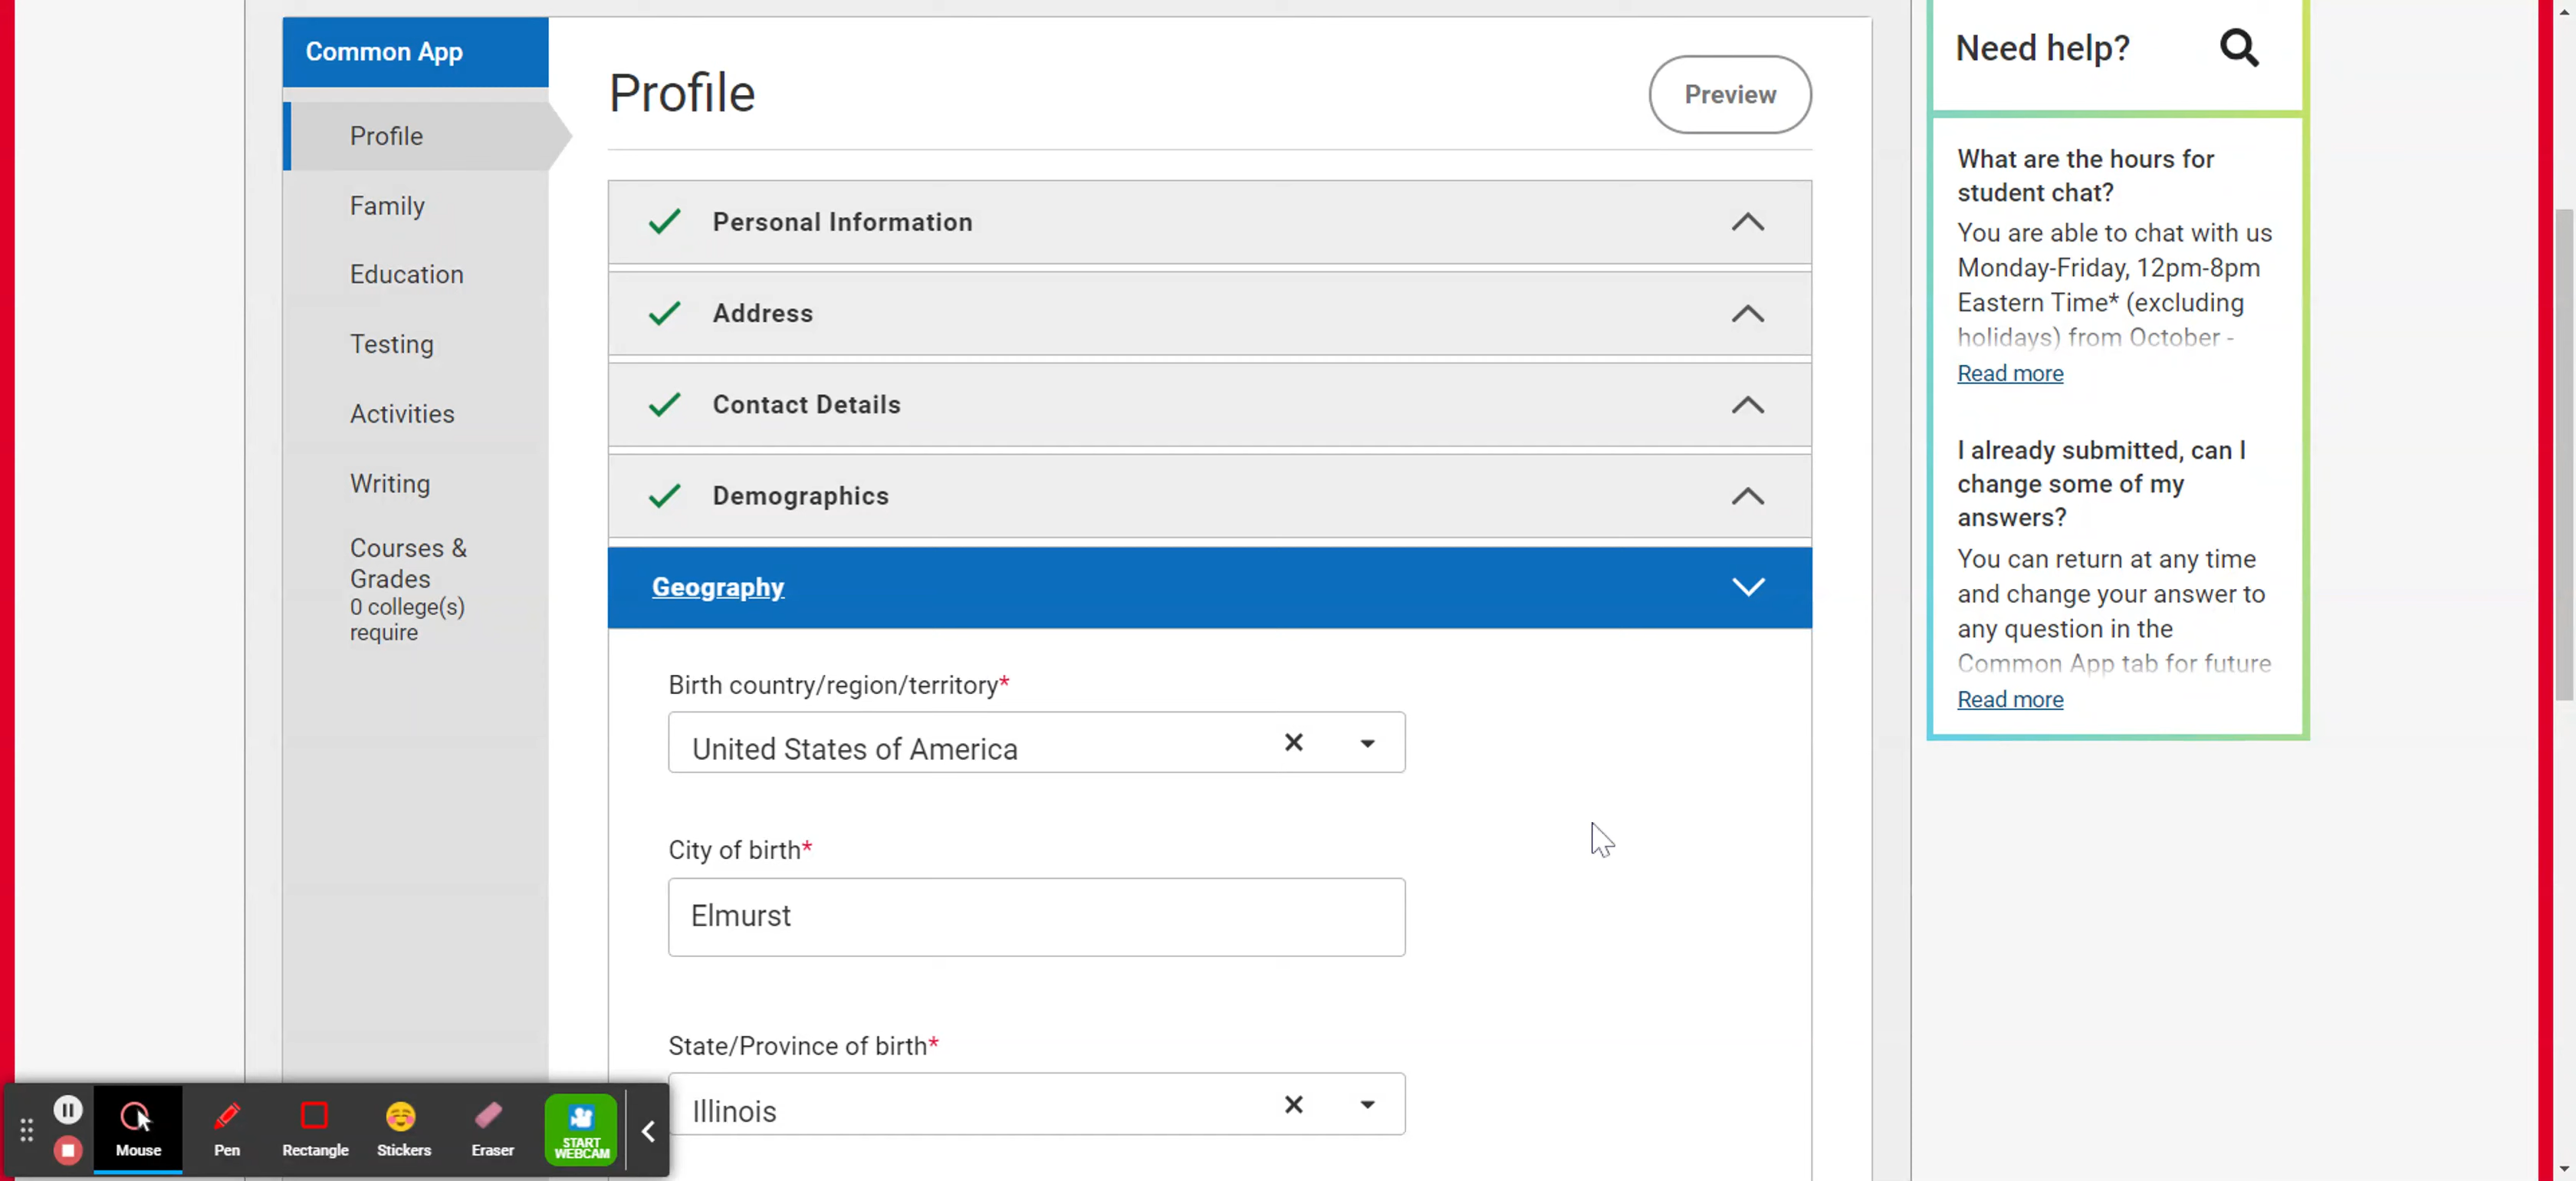 Common App
Profile
Family
Education
Testing
Activities
Writing
Courses &
Grades
0 college(s)
require
Profile
Preview
Personal Information
Address
Contact Details
Demographics
Geography
Birth country/region/territory*
United States of America
City of birth*
Elmurst
State/Province of birth*
Illinois
Need help?
What are the hours for
student chat?
You are able to chat with us
Monday-Friday, 12pm-8pm
Eastern Time* (excluding
holidays) from October -
Read more
I already submitted, can I
change some of my
answers?
You can return at any time
and change your answer to
any question in the
Common App tab for future
Read more
Mouse
Pen
Rectangle
Stickers
Eraser
START
WEBCAM